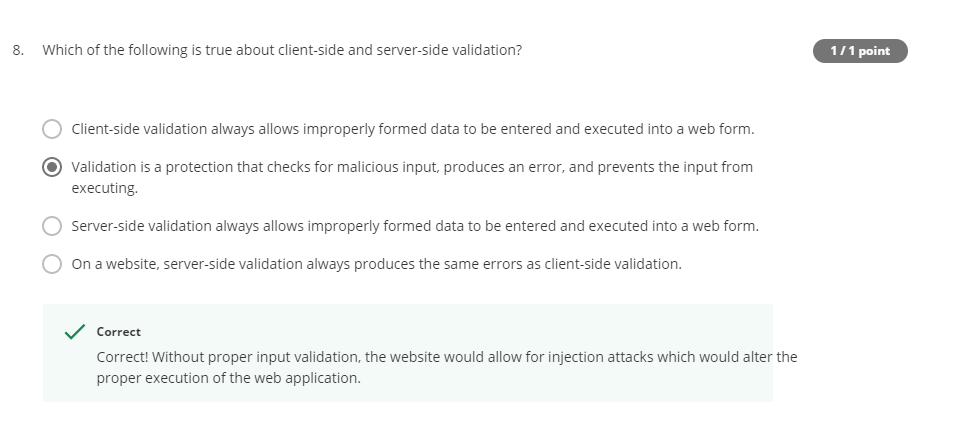 8. Which of the following is true about client-side and server-side validation?
1 / 1 point
Client-side validation always allows improperly formed data to be entered and executed into a web form.
Validation is a protection that checks for malicious input, produces an error, and prevents the input from
executing.
Server-side validation always allows improperly formed data to be entered and executed into a web form.
On a website, server-side validation always produces the same errors as client-side validation.
Correct
Correct! Without proper input validation, the website would allow for injection attacks which would alter the
proper execution of the web application.